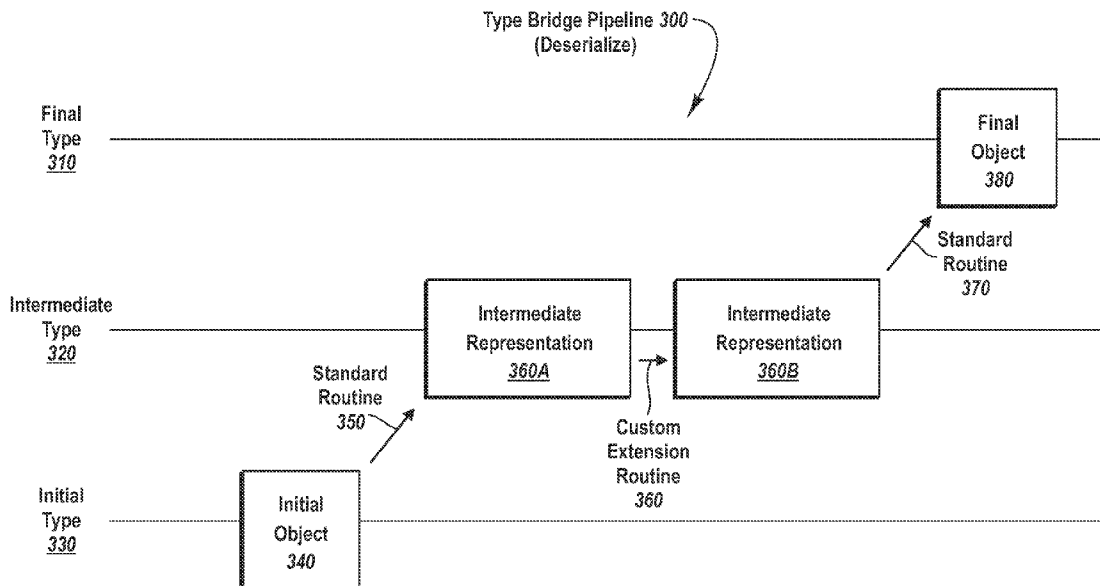 Type Bridge Pipeline 300
(Deserialize)
Final
Type
310
Final
Object
380
Standard
Routine
370
Intermediate
Type
320
Intermediate
Representation
360A
Intermediate
Representation
360B
Standard
Routine
350
Custom
Extension
Routine
360
Initial
Type
330
Initial
Object
340